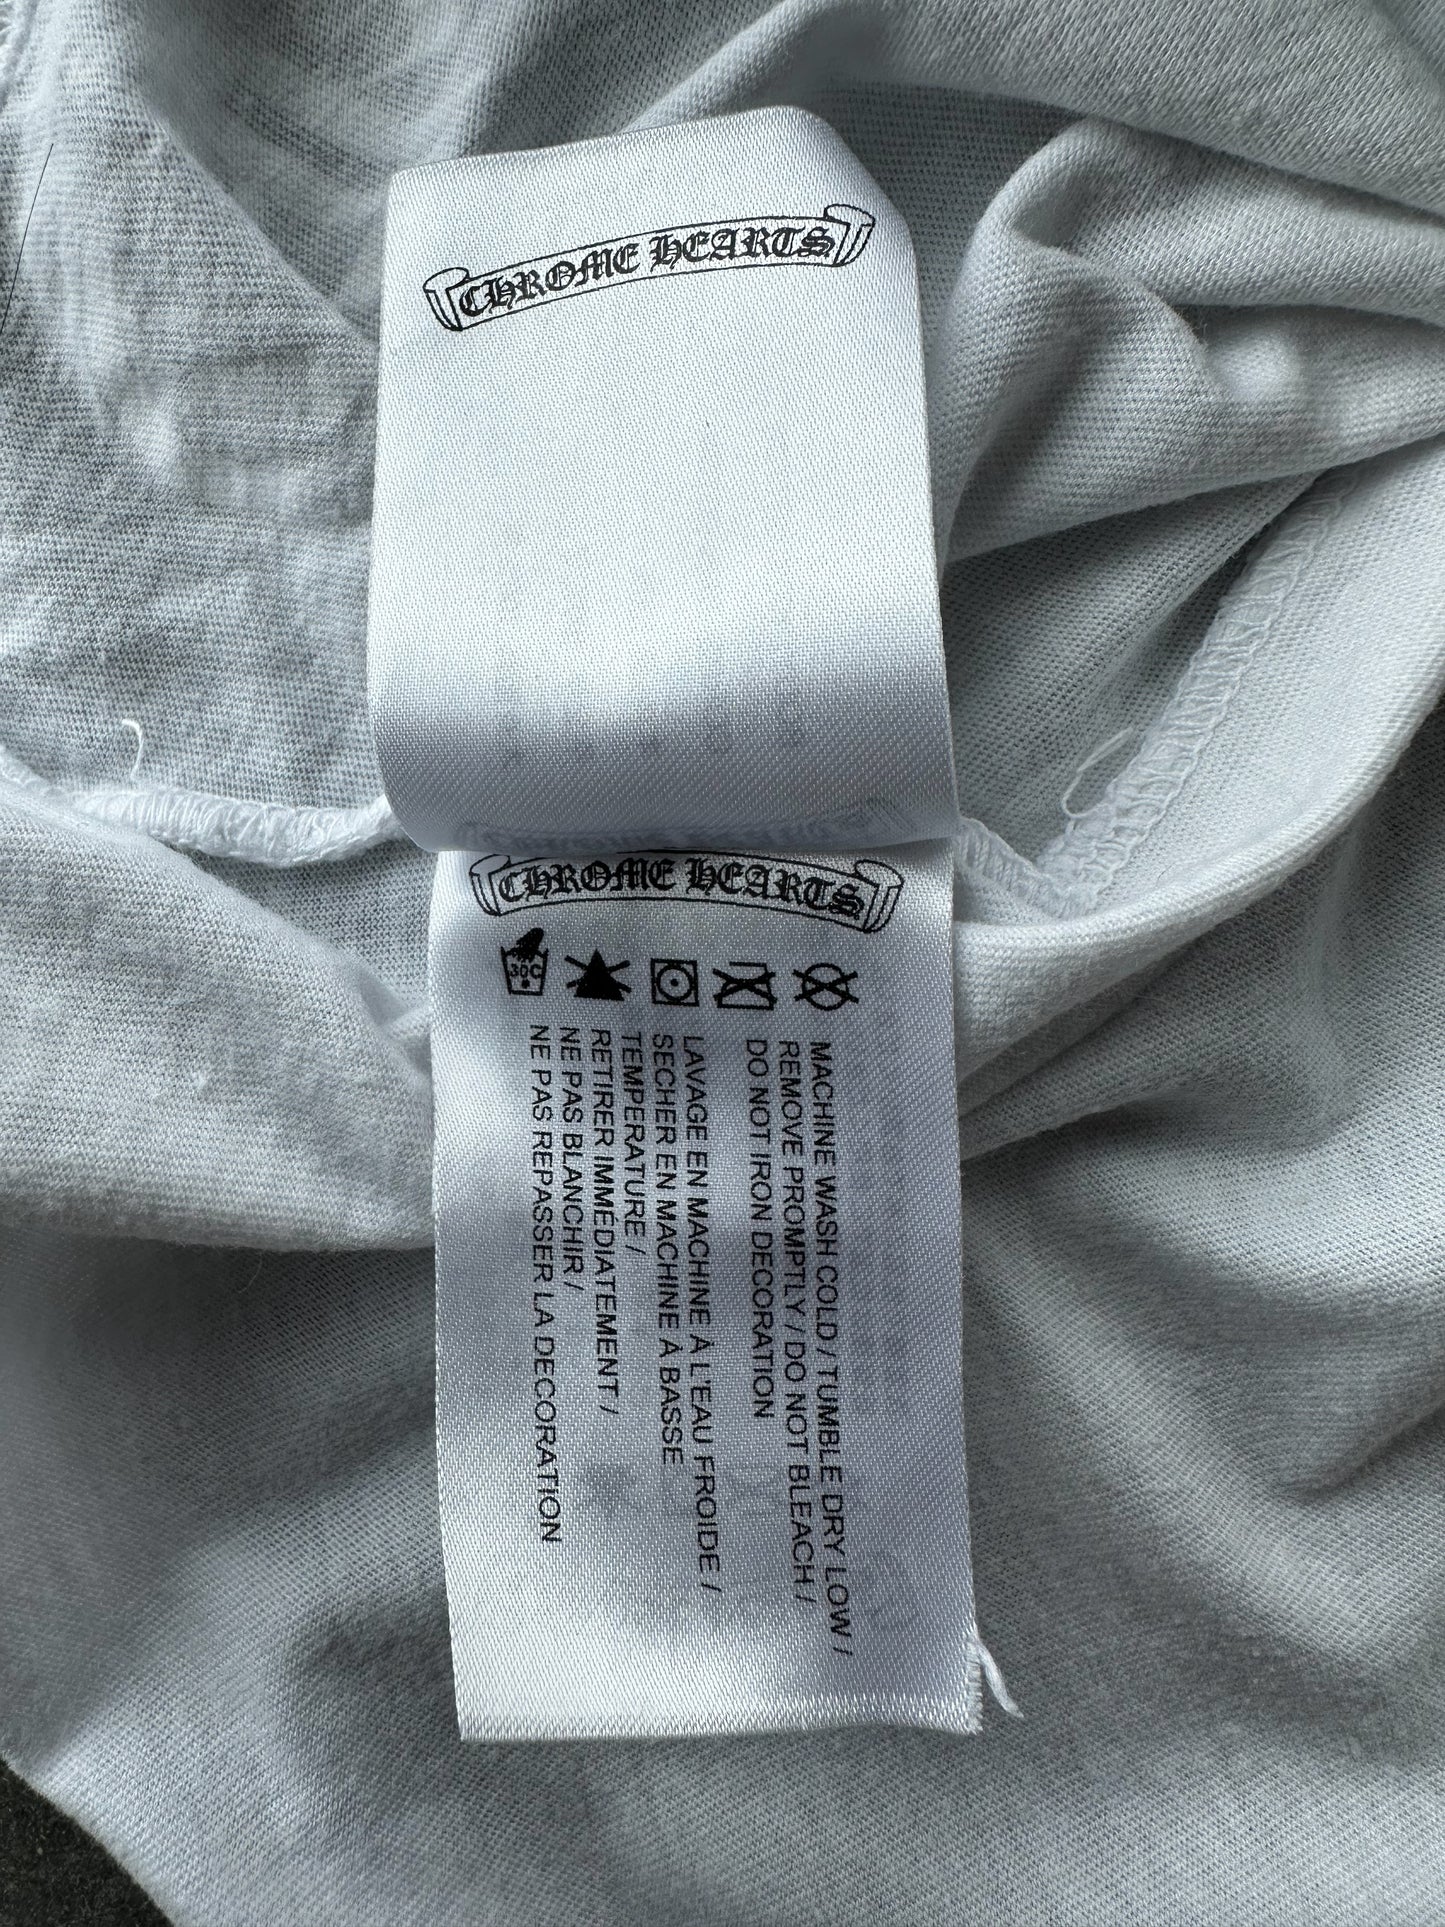 CHROME HEARTS
CHROME HEARTS
30C
MACHINE WASH COLD / TUMBLE DRY LOW /
REMOVE PROMPTLY / DO NOT BLEACH /
DO NOT IRON DECORATION
LAVAGE EN MACHINE À L'EAU FROIDE /
SECHER EN MACHINE À BASSE
TEMPERATURE /
RETIRER IMMÉDIATEMENT /
NE PAS BLANCHIR /
NE PAS REPASSER LA DECORATION